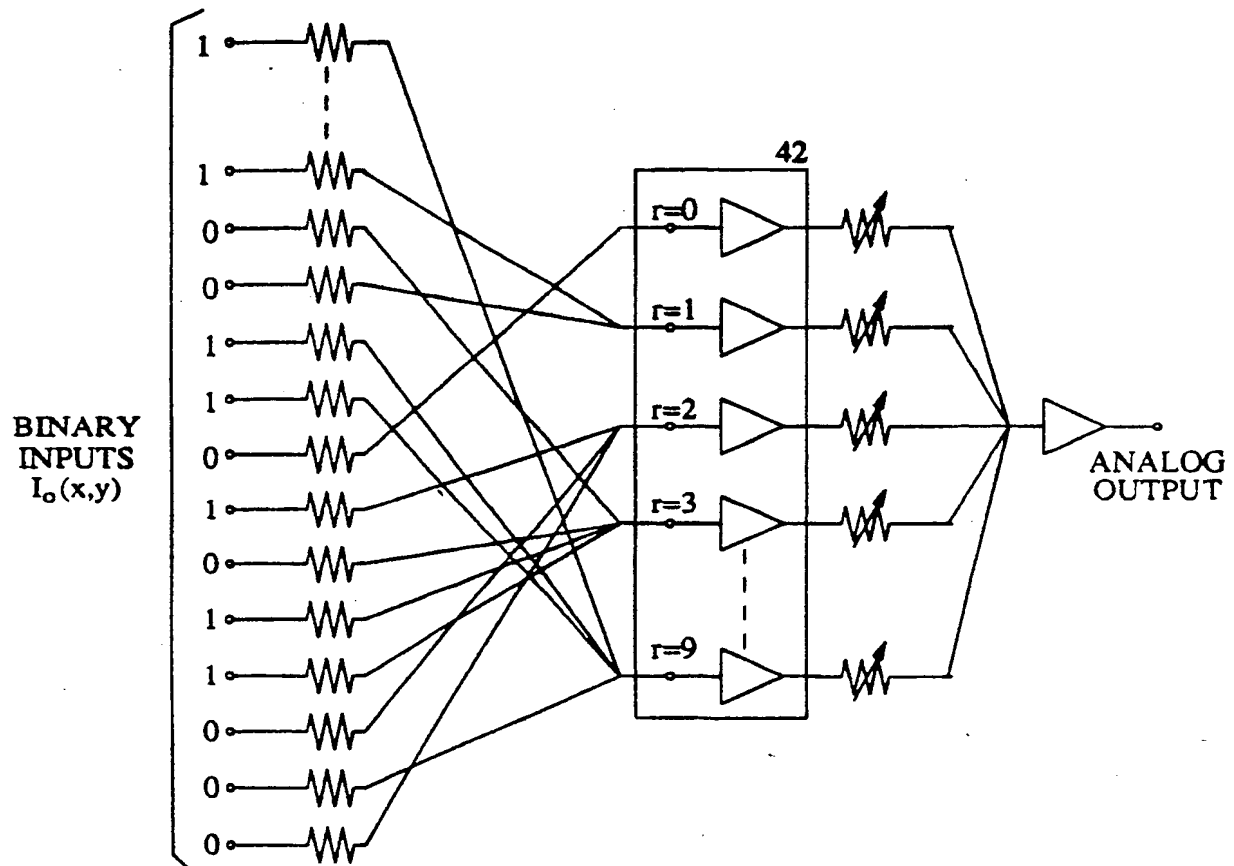 1
1
0
0
1
1
0
1
0
1
1
0
0
0
BINARY
INPUTS
I₀(x,y)
42
r=0
r=1
r=2
r=3
r=9
ANALOG
OUTPUT